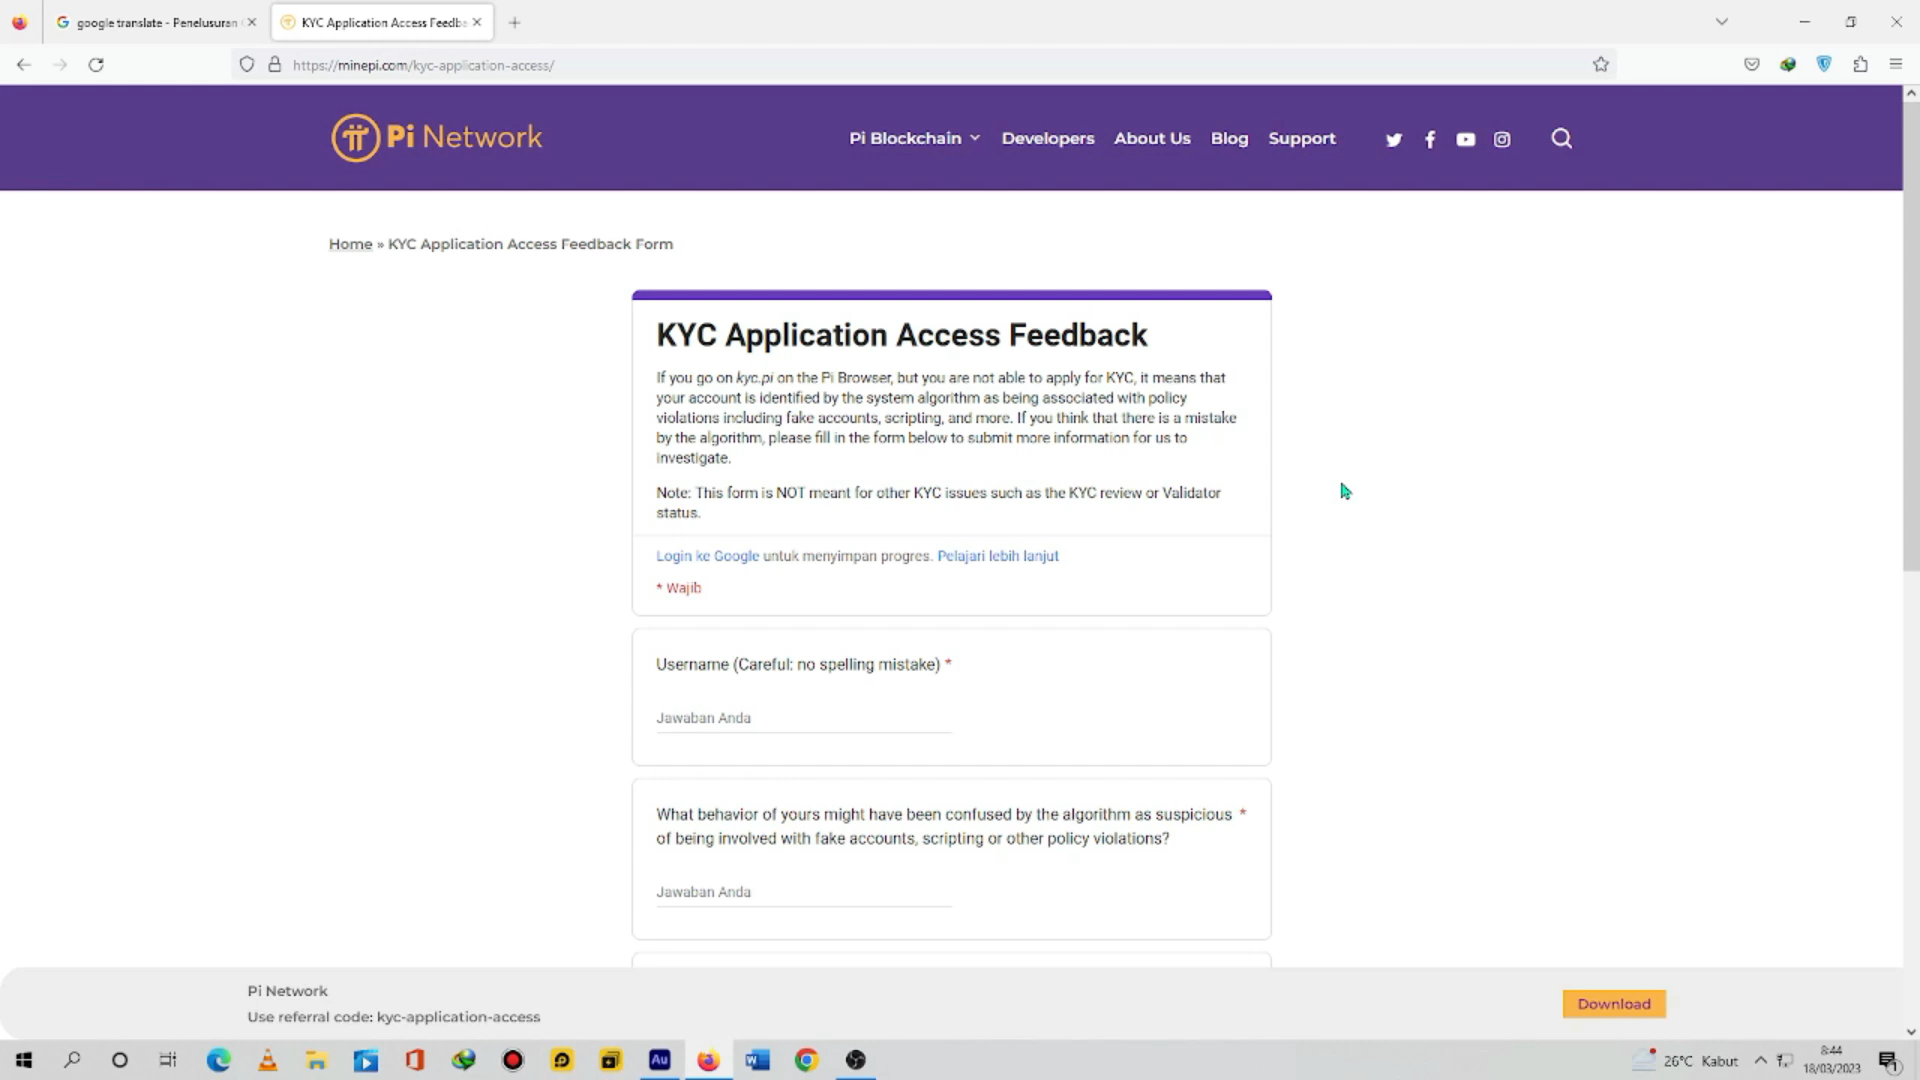 google translate - Penelusuran
KYC Application Access Feedba
https://minepi.com/kyc-application-access/
Pi Network
Pi Blockchain
Developers
About Us
Blog
Support
Home » KYC Application Access Feedback Form
KYC Application Access Feedback
If you go on kyc.pi on the Pi Browser, but you are not able to apply for KYC, it means that
your account is identified by the system algorithm as being associated with policy
violations including fake accounts, scripting, and more. If you think that there is a mistake
by the algorithm, please fill in the form below to submit more information for us to
investigate.
Note: This form is NOT meant for other KYC issues such as the KYC review or Validator
status.
Login ke Google untuk menyimpan progres. Pelajari lebih lanjut
* Wajib
Username (Careful: no spelling mistake) *
Jawaban Anda
What behavior of yours might have been confused by the algorithm as suspicious *
of being involved with fake accounts, scripting or other policy violations?
Jawaban Anda
Pi Network
Use referral code: kyc-application-access
Download
Au
26°C Kabut
8:44
18/03/2023